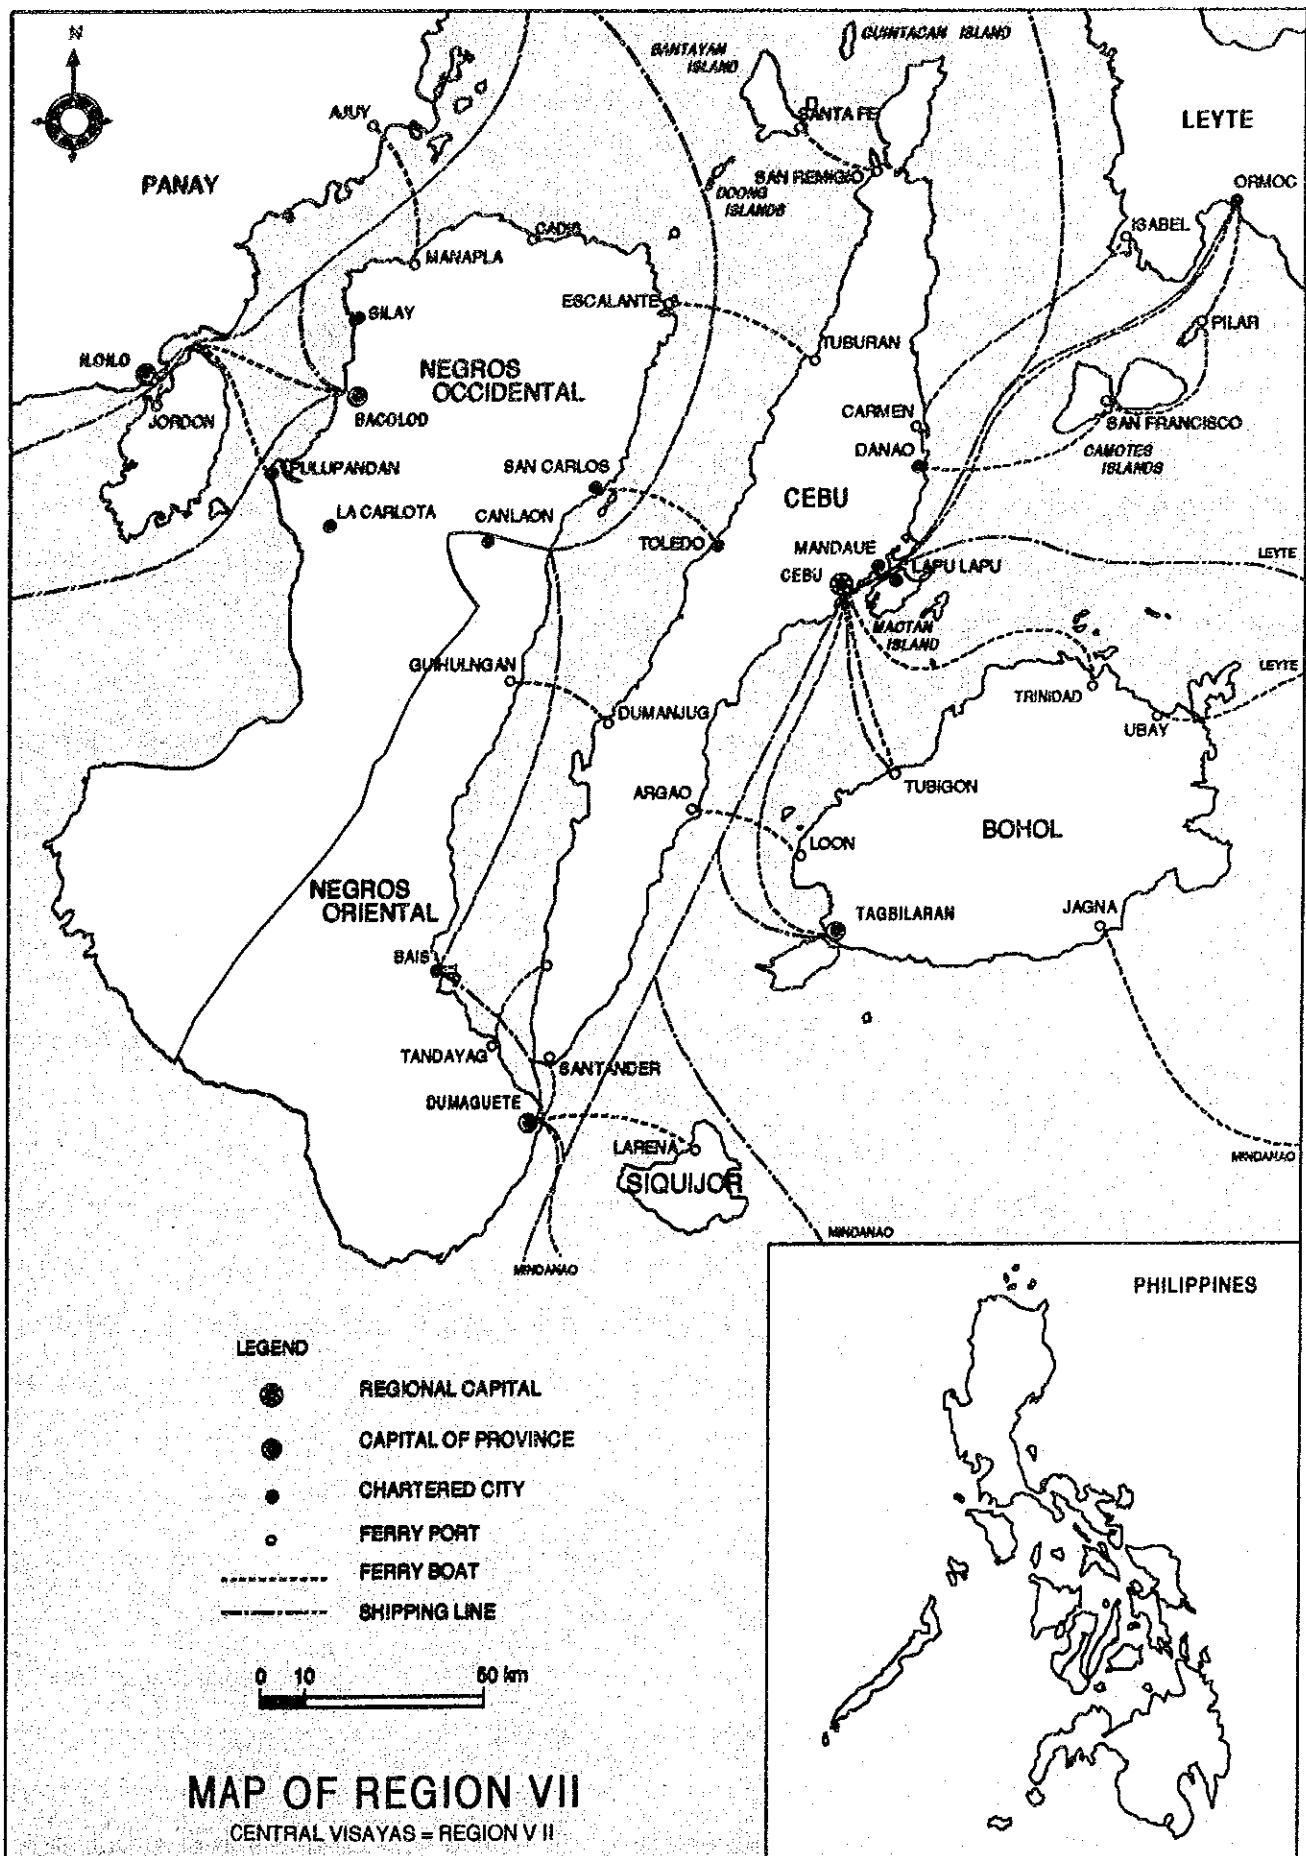 N
BANTAYAN
ISLAND
GUINTACAN ISLAND
AJUY
SANTA FE
LEYTE
PANAY
SAN REMIGIO
DOONG
ISLANDS
ORMOC
ISABEL
CADIS
MANAPLA
ESCALANTE
SILAY
PILAR
TUBURAN
ILOILO
NEGROS
OCCIDENTAL
JORDON
BACOLOD
CARMEN
SAN FRANCISCO
DANAO
CAMOTES
ISLANDS
PULUPANDAN
SAN CARLOS
CEBU
LA CARLOTA
CANLAON
TOLEDO
MANDAUE
LEYTE
CEBU
LAPU LAPU
MACTAN
ISLAND
GUIHULNGAN
LEYTE
TRINIDAD
DUMANJUG
UBAY
TUBIGON
ARGAO
BOHOL
LOON
NEGROS
ORIENTAL
TAGBILARAN
JAGNA
BAIS
TANDAYAG
SANTANDER
DUMAGUETE
LARENA
MINDANAO
SIQUIJOR
MINDANAO
MINDANAO
PHILIPPINES
LEGEND
REGIONAL CAPITAL
CAPITAL OF PROVINCE
CHARTERED CITY
FERRY PORT
FERRY BOAT
SHIPPING LINE
0 10 50 km
MAP OF REGION VII
CENTRAL VISAYAS = REGION V II